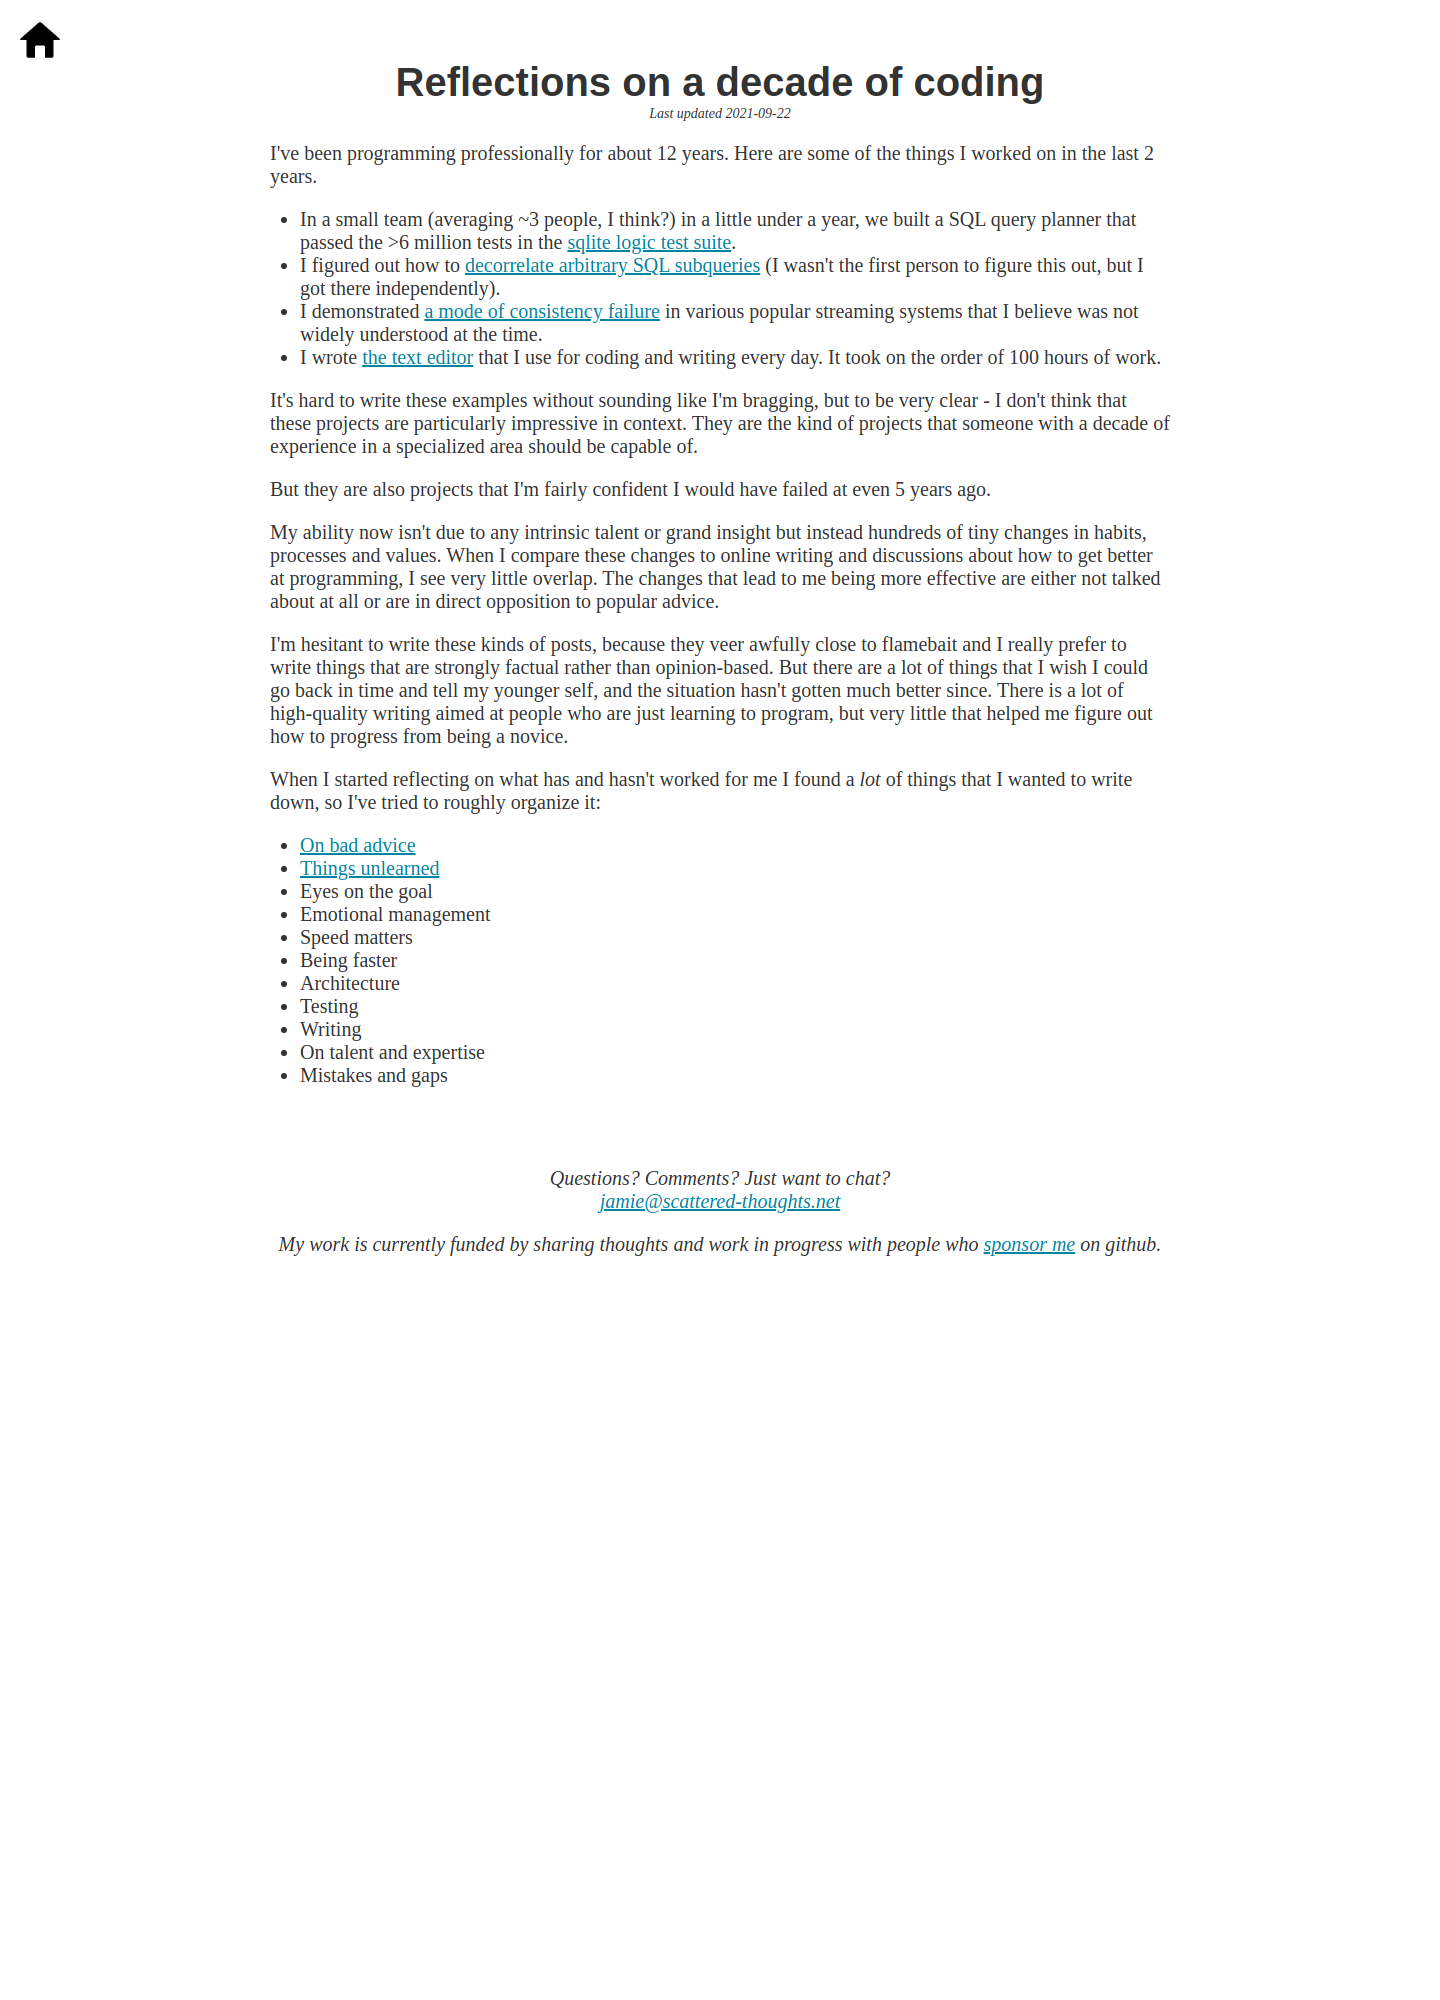 Reflections on a decade of coding
Last updated 2021-09-22
I've been programming professionally for about 12 years. Here are some of the things I worked on in the last 2
years.
In a small team (averaging ~3 people, I think?) in a little under a year, we built a SQL query planner that
passed the >6 million tests in the sqlite logic test suite.
I figured out how to decorrelate arbitrary SQL subqueries (I wasn't the first person to figure this out, but I
got there independently).
I demonstrated a mode of consistency failure in various popular streaming systems that I believe was not
widely understood at the time.
I wrote the text editor that I use for coding and writing every day. It took on the order of 100 hours of work.
It's hard to write these examples without sounding like I'm bragging, but to be very clear - I don't think that
these projects are particularly impressive in context. They are the kind of projects that someone with a decade of
experience in a specialized area should be capable of.
But they are also projects that I'm fairly confident I would have failed at even 5 years ago.
My ability now isn't due to any intrinsic talent or grand insight but instead hundreds of tiny changes in habits,
processes and values. When I compare these changes to online writing and discussions about how to get better
at programming, I see very little overlap. The changes that lead to me being more effective are either not talked
about at all or are in direct opposition to popular advice.
I'm hesitant to write these kinds of posts, because they veer awfully close to flamebait and I really prefer to
write things that are strongly factual rather than opinion-based. But there are a lot of things that I wish I could
go back in time and tell my younger self, and the situation hasn't gotten much better since. There is a lot of
high-quality writing aimed at people who are just learning to program, but very little that helped me figure out
how to progress from being a novice.
When I started reflecting on what has and hasn't worked for me I found a lot of things that I wanted to write
down, so I've tried to roughly organize it:
On bad advice
Things unlearned
Eyes on the goal
Emotional management
Speed matters
Being faster
Architecture
Testing
Writing
On talent and expertise
Mistakes and gaps
Questions? Comments? Just want to chat?
jamie@scattered-thoughts.net
My work is currently funded by sharing thoughts and work in progress with people who sponsor me on github.